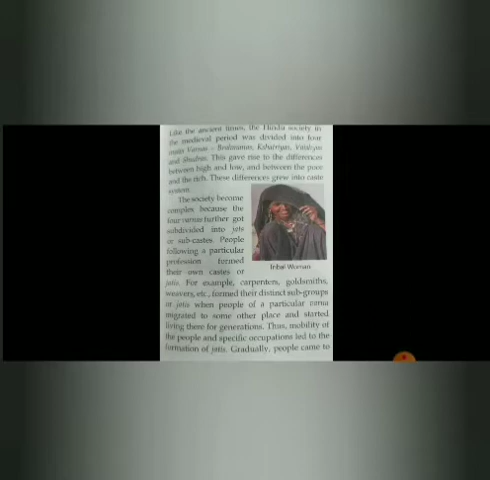 Like the ancient times, the Hindu society in
the medieval period was divided into four
main Varnas – Brahmanas, Kshatriyas, Vaishyas
and Shudras. This gave rise to the differences
between high and low, and between the poor
and the rich. These differences grew into caste
system.
The society become
complex because the
four varnas further got
subdivided into jatis
or sub-castes. People
following a particular
profession formed
their own castes or
Tribal Woman
jatis. For example, carpenters, goldsmiths,
weavers, etc., formed their distinct sub-groups
or jatis when people of a particular varna
migrated to some other place and started
living there for generations. Thus, mobility of
the people and specific occupations led to the
formation of jatis. Gradually, people came to